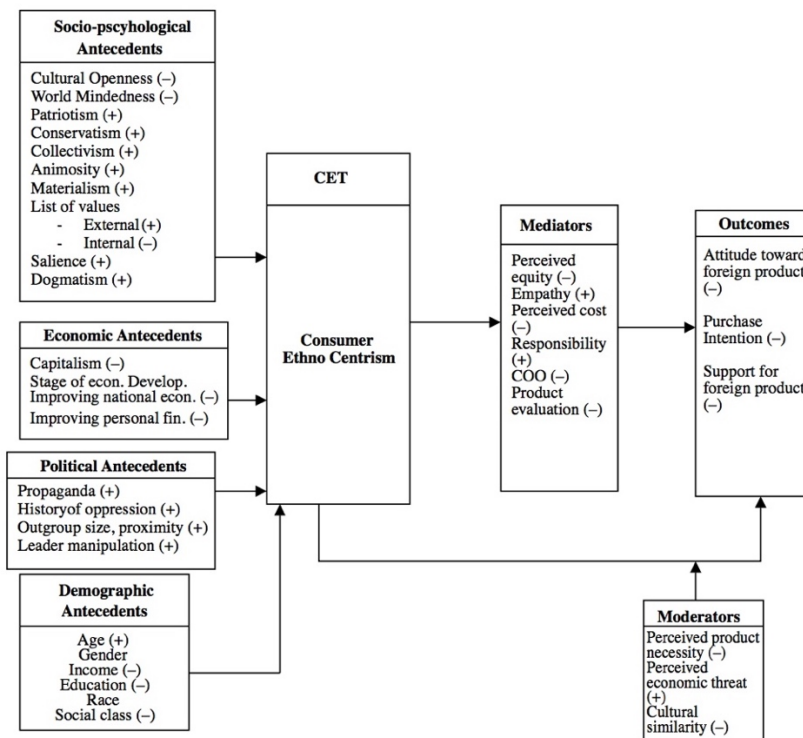 Socio-pscyhological
Antecedents
Cultural Openness (–)
World Mindedness (–)
Patriotism (+)
Conservatism (+)
Collectivism (+)
Animosity (+)
Materialism (+)
List of values
- External (+)
- Internal (–)
Salience (+)
Dogmatism (+)
Economic Antecedents
Capitalism (–)
Stage of econ. Develop.
Improving national econ. (–)
Improving personal fin. (–)
Political Antecedents
Propaganda (+)
Historyof oppression (+)
Outgroup size, proximity (+)
Leader manipulation (+)
Demographic
Antecedents
Age (+)
Gender
Income (–)
Education (–)
Race
Social class (–)
CET
Consumer
Ethno Centrism
Mediators
Perceived
equity (–)
Empathy (+)
Perceived cost
(–)
Responsibility
(+)
COO (–)
Product
evaluation (–)
Outcomes
Attitude toward
foreign product
(–)
Purchase
Intention (–)
Support for
foreign product
(–)
Moderators
Perceived product
necessity (–)
Perceived
economic threat
(+)
Cultural
similarity (–)